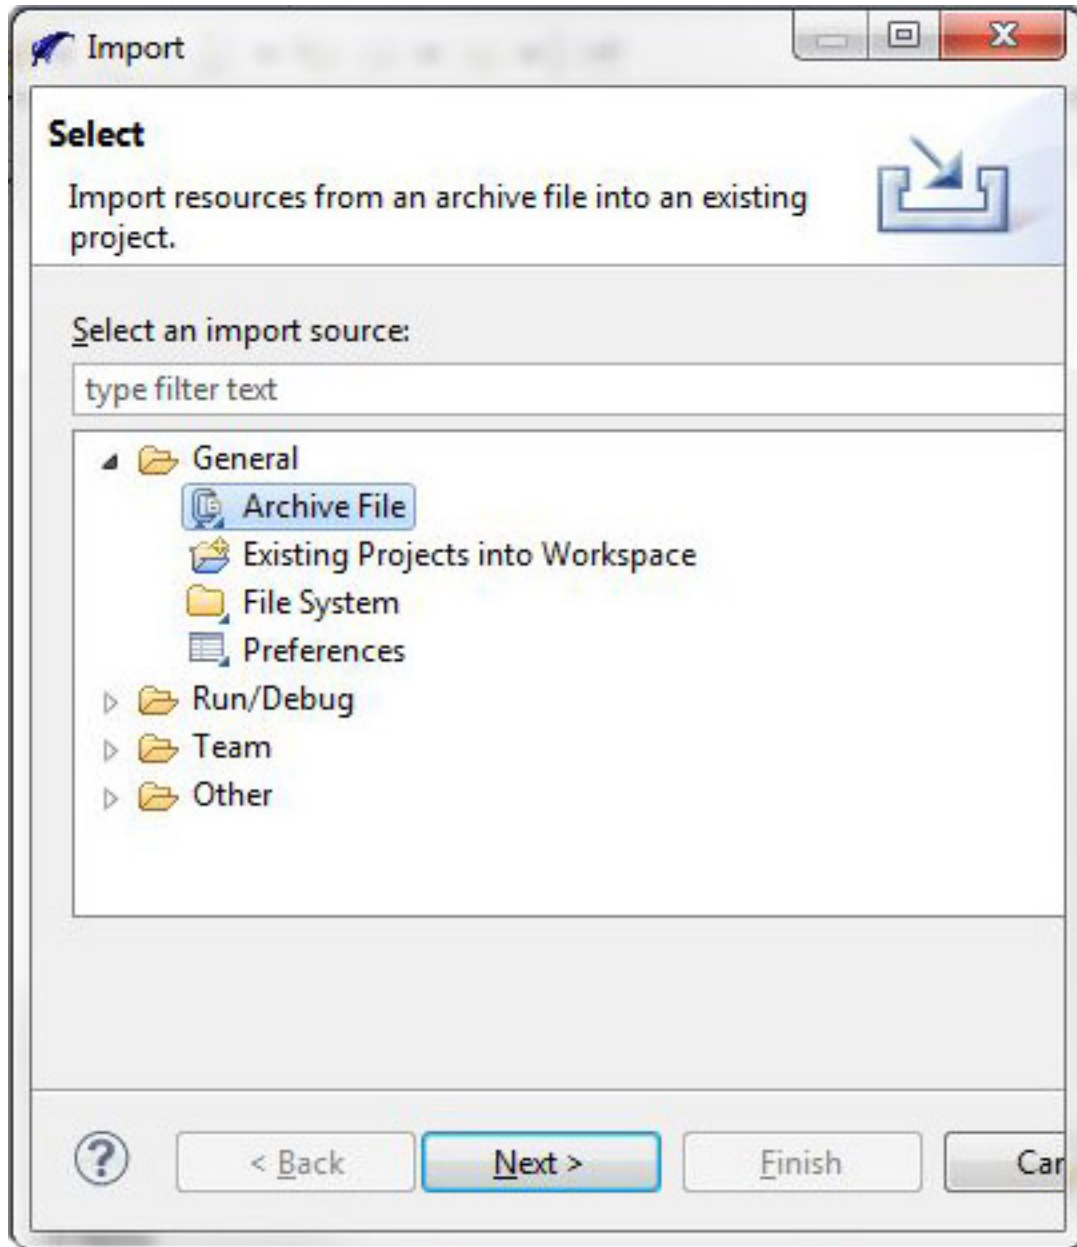 Import
Select
Import resources from an archive file into an existing
project.
Select an import source:
type filter text
General
Archive File
Existing Projects into Workspace
File System
Preferences
Run/Debug
Team
Other
? < Back Next > Finish Can